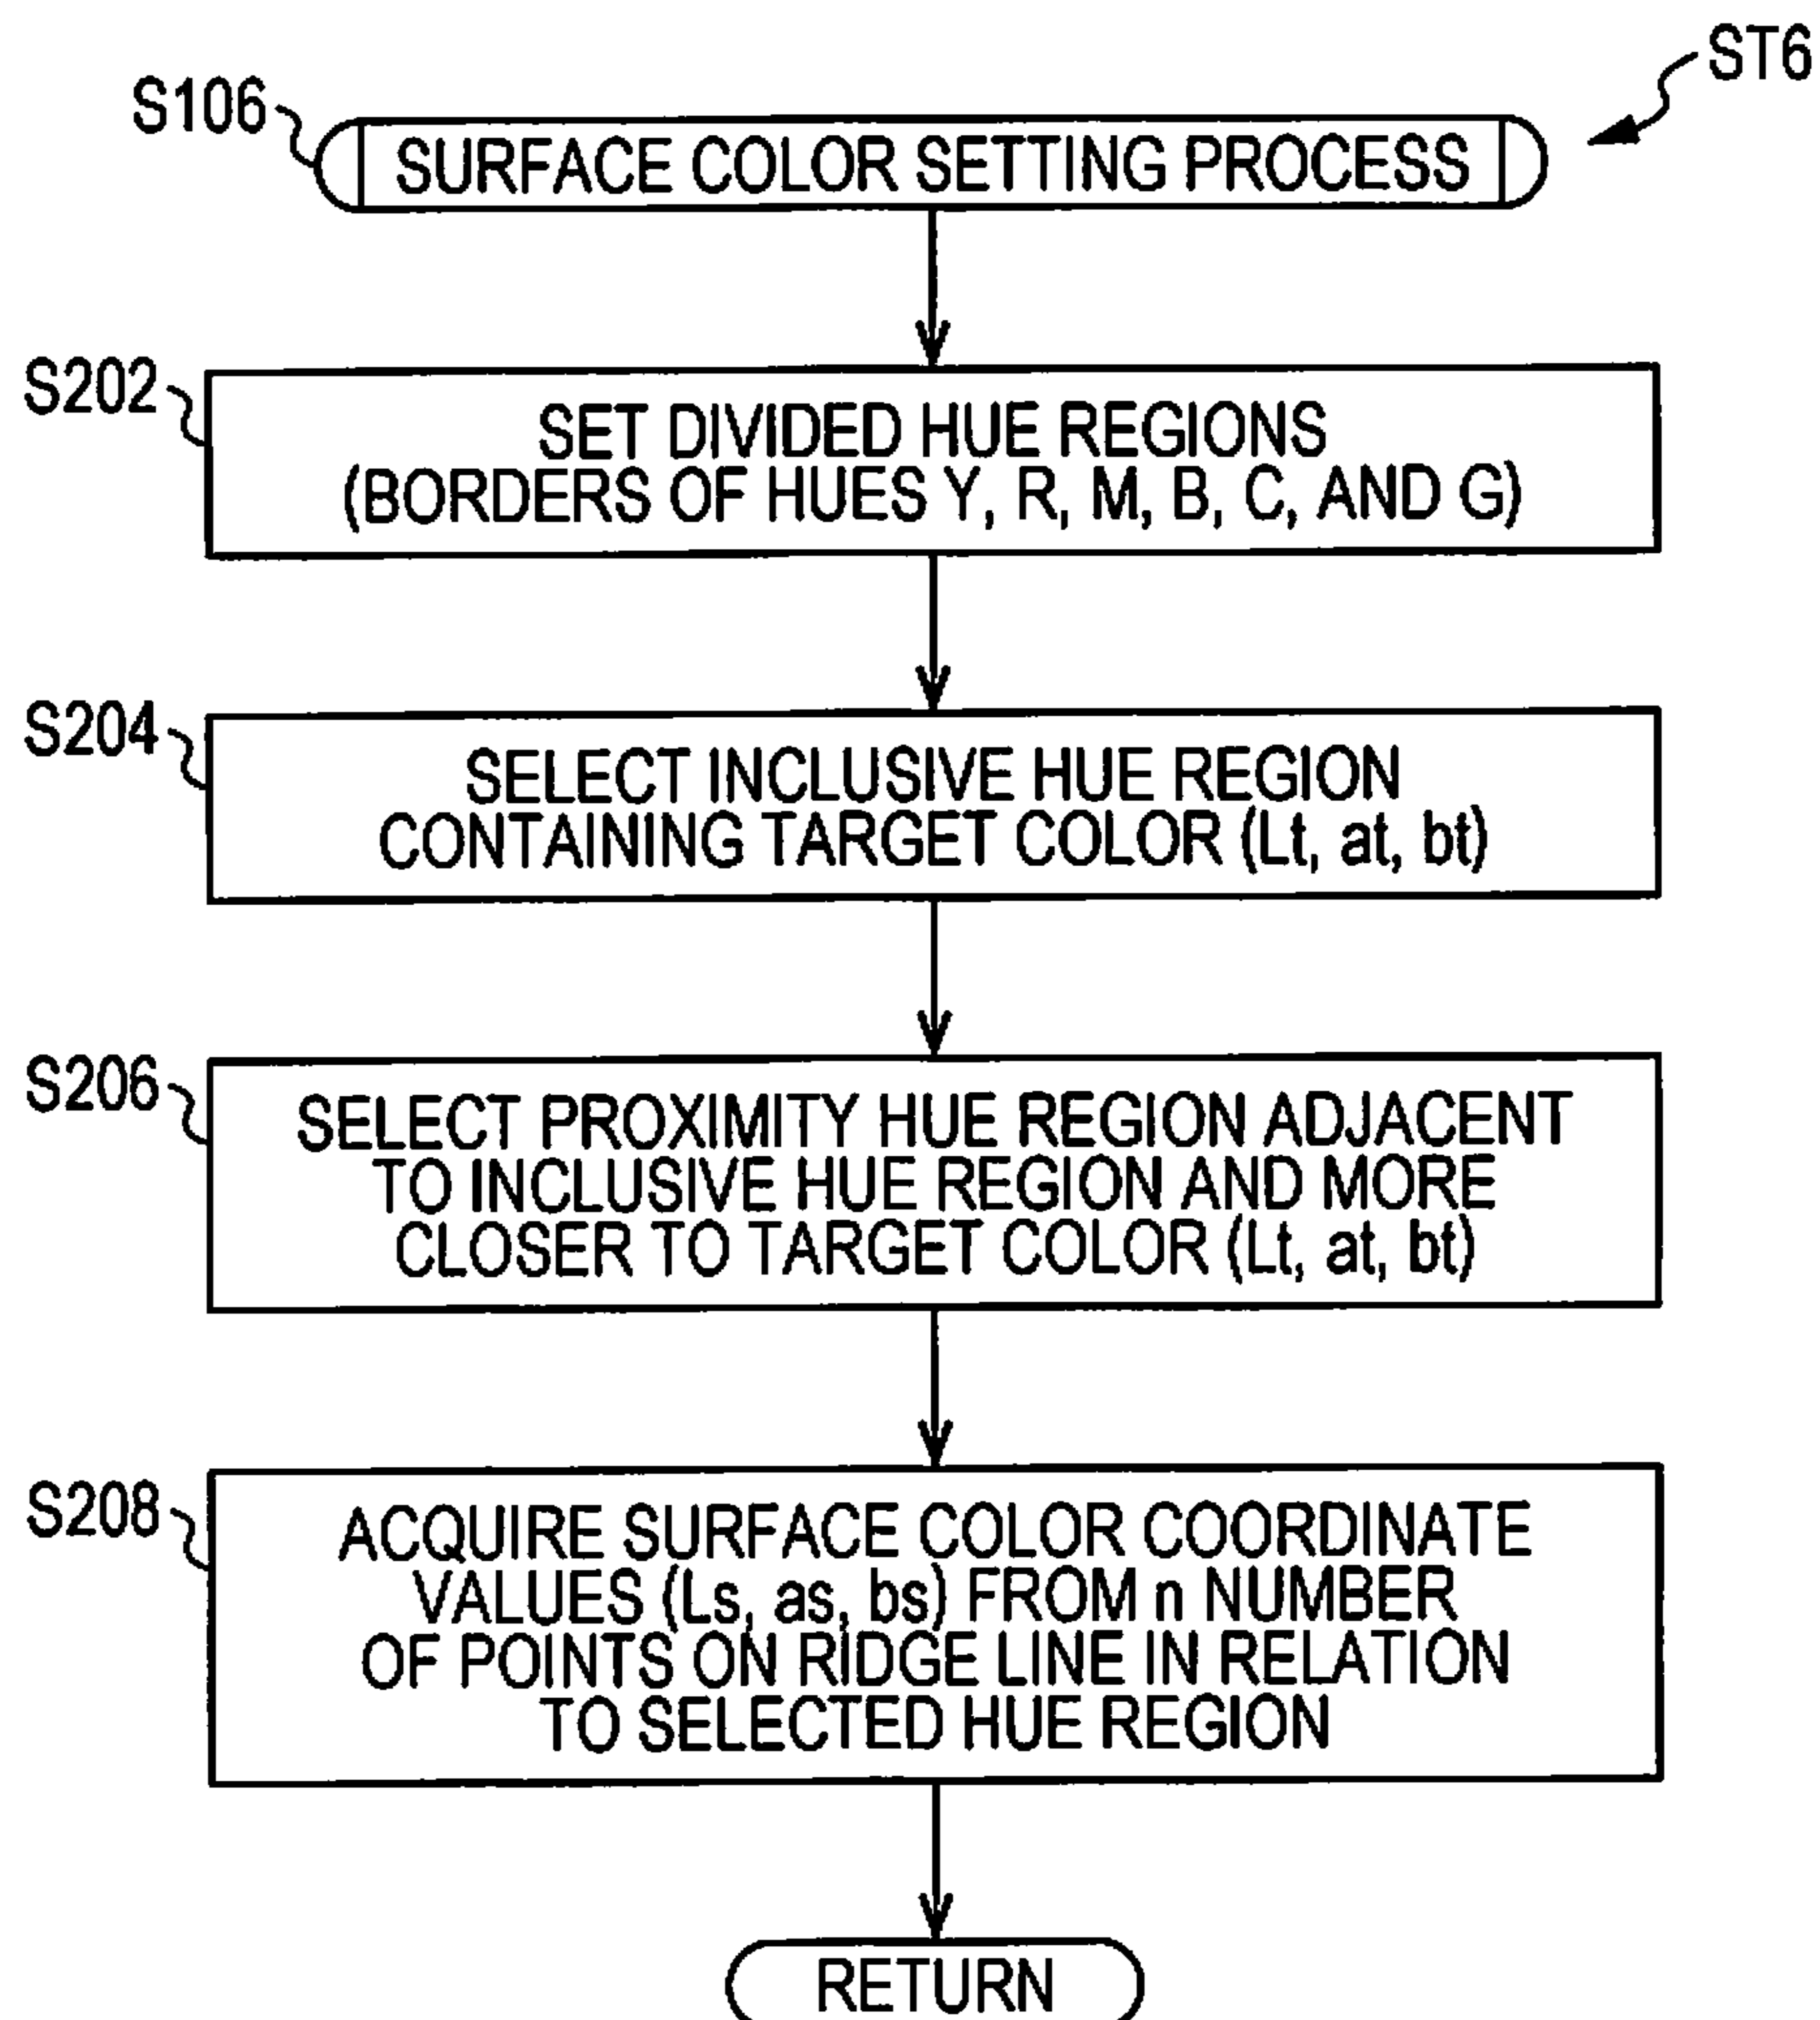 ST6
S106
SURFACE COLOR SETTING PROCESS
S202
SET DIVIDED HUE REGIONS
(BORDERS OF HUES Y, R, M, B, C, AND G)
S204
SELECT INCLUSIVE HUE REGION
CONTAINING TARGET COLOR (Lt, at, bt)
S206
SELECT PROXIMITY HUE REGION ADJACENT
TO INCLUSIVE HUE REGION AND MORE
CLOSER TO TARGET COLOR (Lt, at, bt)
S208
ACQUIRE SURFACE COLOR COORDINATE
VALUES (Ls, as, bs) FROM n NUMBER
OF POINTS ON RIDGE LINE IN RELATION
TO SELECTED HUE REGION
RETURN